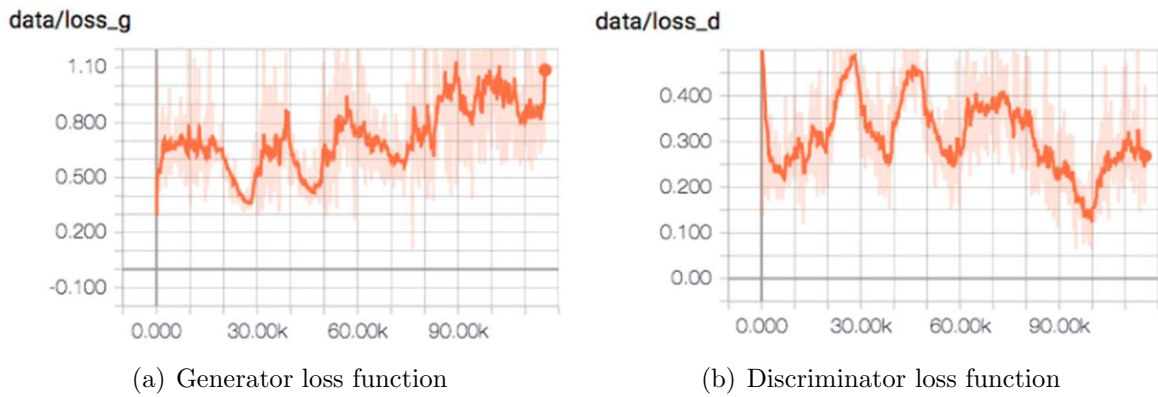 data/loss_g
1.10
0.800
0.500
0.200
-0.100
0.000 30.00k 60.00k 90.00k
(a) Generator loss function
data/loss_d
0.400
0.300
0.200
0.100
0.00
0.000 30.00k 60.00k 90.00k
(b) Discriminator loss function